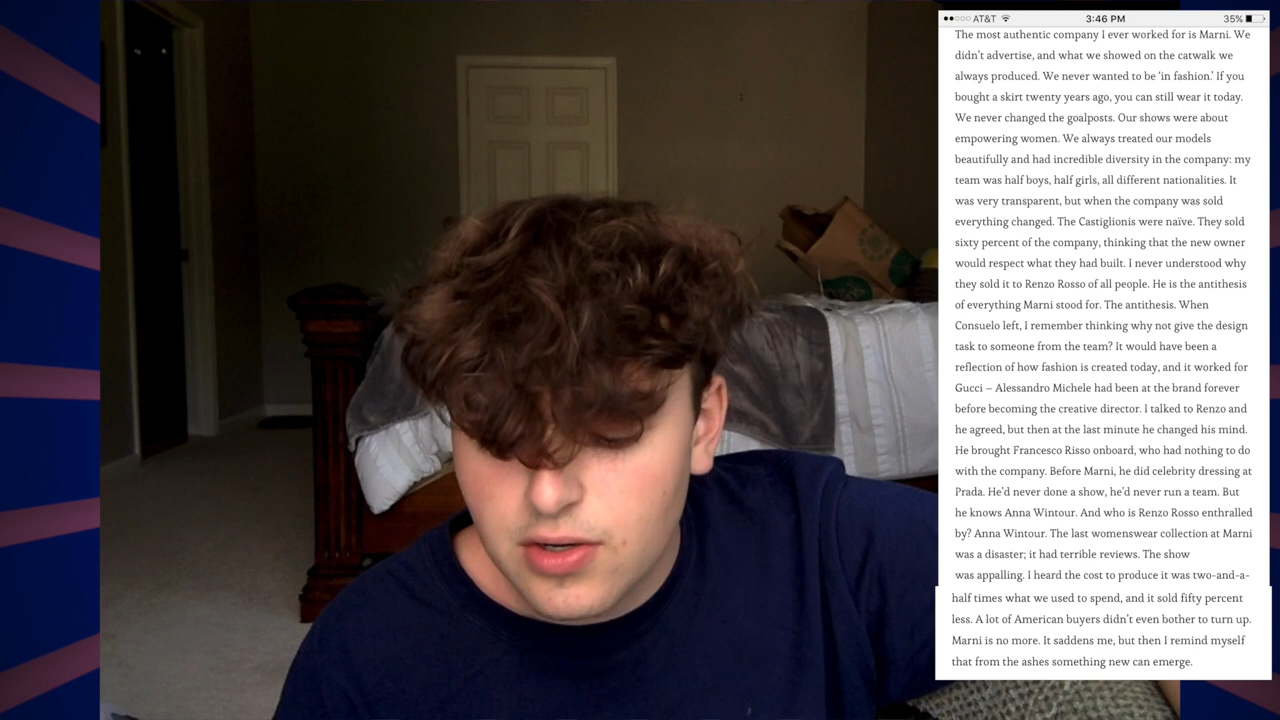 AT&T 3:46 PM 35%
The most authentic company I ever worked for is Marni. We
didn't advertise, and what we showed on the catwalk we
always produced. We never wanted to be 'in fashion.' If you
bought a skirt twenty years ago, you can still wear it today.
We never changed the goalposts. Our shows were about
empowering women. We always treated our models
beautifully and had incredible diversity in the company: my
team was half boys, half girls, all different nationalities. It
was very transparent, but when the company was sold
everything changed. The Castiglionis were naïve. They sold
sixty percent of the company, thinking that the new owner
would respect what they had built. I never understood why
they sold it to Renzo Rosso of all people. He is the antithesis
of everything Marni stood for. The antithesis. When
Consuelo left, I remember thinking why not give the design
task to someone from the team? It would have been a
reflection of how fashion is created today, and it worked for
Gucci – Alessandro Michele had been at the brand forever
before becoming the creative director. I talked to Renzo and
he agreed, but then at the last minute he changed his mind.
He brought Francesco Risso onboard, who had nothing to do
with the company. Before Marni, he did celebrity dressing at
Prada. He'd never done a show, he'd never run a team. But
he knows Anna Wintour. And who is Renzo Rosso enthralled
by? Anna Wintour. The last womenswear collection at Marni
was a disaster; it had terrible reviews. The show
was appalling. I heard the cost to produce it was two-and-a-
half times what we used to spend, and it sold fifty percent
less. A lot of American buyers didn't even bother to turn up.
Marni is no more. It saddens me, but then I remind myself
that from the ashes something new can emerge.